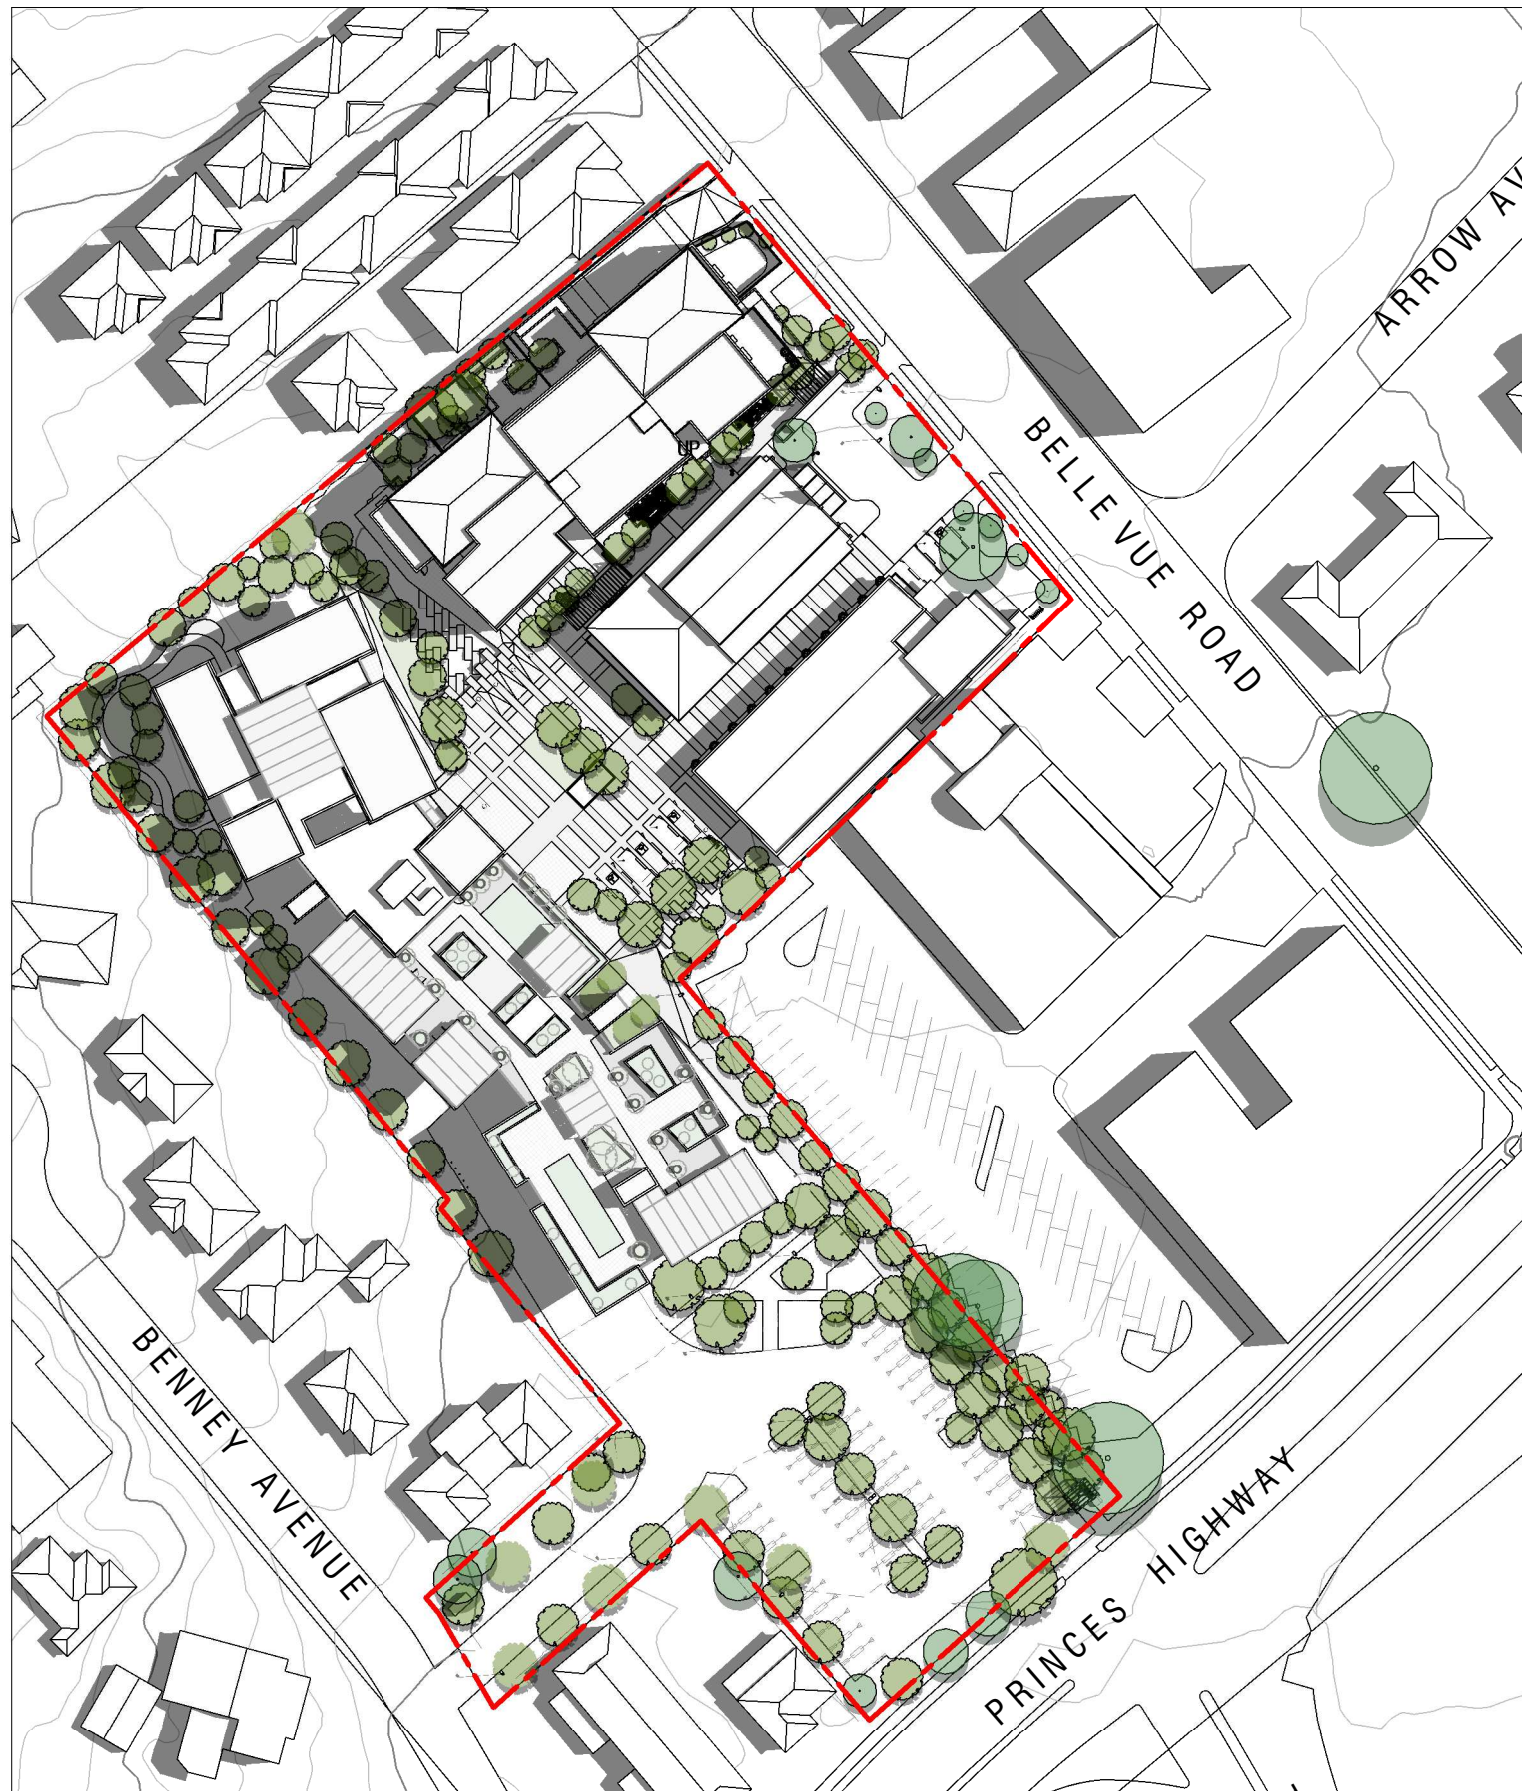 ARROW AV
UP
BELLEVUE ROAD
BENNEY AVENUE
PRINCES HIGHWAY